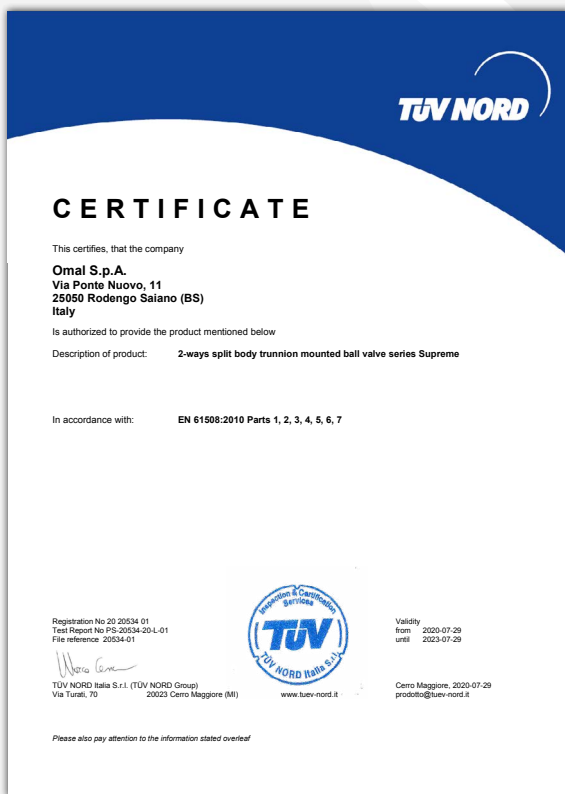 TÜV NORD
CERTIFICATE
This certifies, that the company
Omal S.p.A.
Via Ponte Nuovo, 11
25050 Rodengo Saiano (BS)
Italy
Is authorized to provide the product mentioned below
Description of product: 2-ways split body trunnion mounted ball valve series Supreme
In accordance with: EN 61508:2010 Parts 1, 2, 3, 4, 5, 6, 7
Registration No 20 20534 01
Test Report No PS-20534-20-L-01
File reference 20534-01
Inspection & Certification
Services
TÜV
TÜV NORD Italia S.r.l.
Validity
from 2020-07-29
until 2023-07-29
TÜV NORD Italia S.r.l. (TÜV NORD Group)
Via Turati, 70 20023 Cerro Maggiore (MI) www.tuev-nord.it
Cerro Maggiore, 2020-07-29
prodotto@tuev-nord.it
Please also pay attention to the information stated overleaf